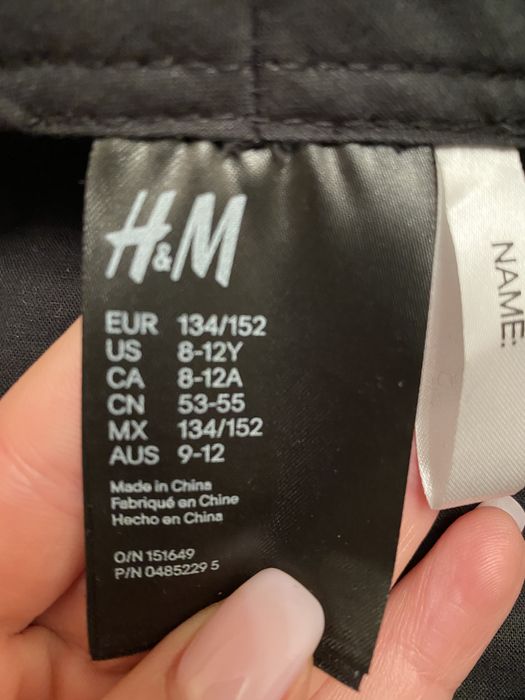 H&M
EUR 134/152
US 8-12Y
CA 8-12A
CN 53-55
MX 134/152
AUS 9-12
Made in China
Fabriqué en Chine
Hecho en China
O/N 151649
P/N 0485229 5
NAME: